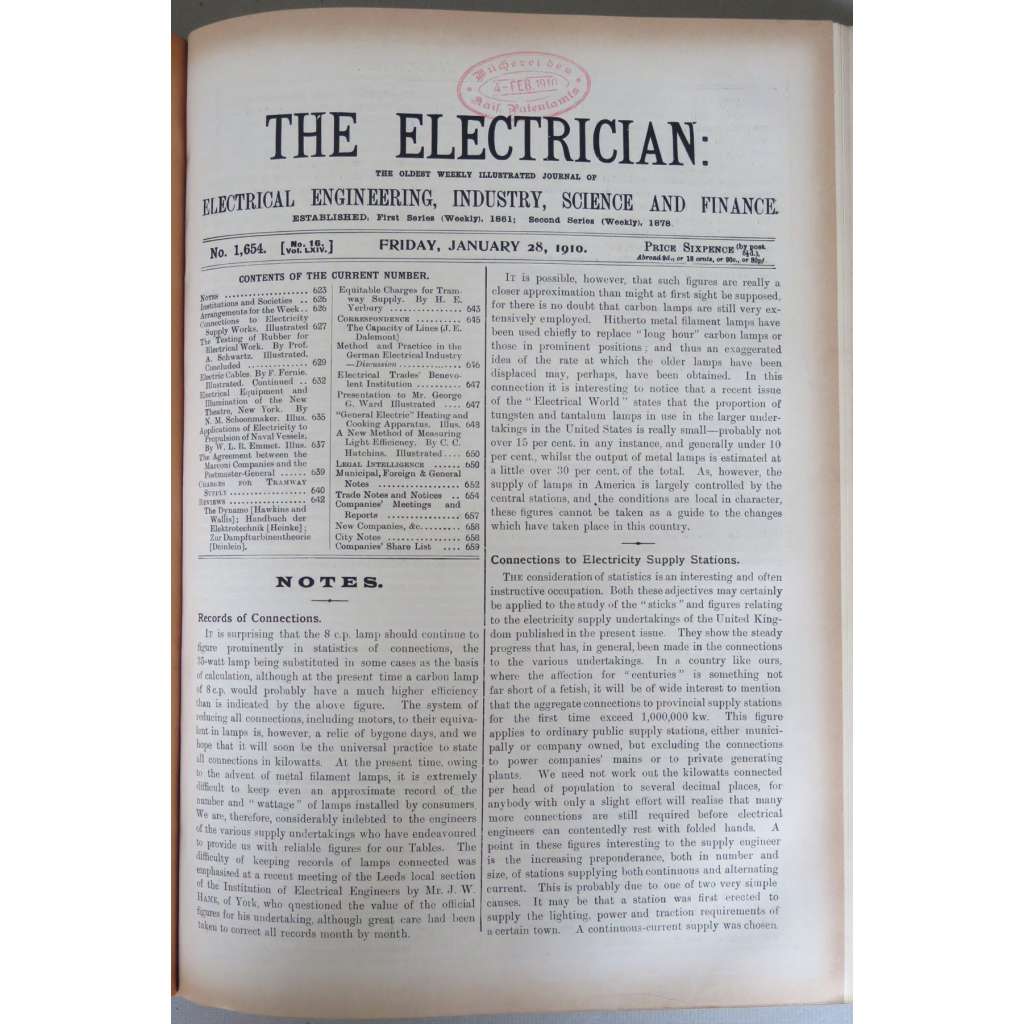 Bücherei des
4-FEB.1910
Kais. Patentamts
THE ELECTRICIAN:
THE OLDEST WEEKLY ILLUSTRATED JOURNAL OF
ELECTRICAL ENGINEERING, INDUSTRY, SCIENCE AND FINANCE.
ESTABLISHED, First Series (Weekly), 1861; Second Series (Weekly), 1878.
No. 1,654. [No. 16. Vol. LXIV.] FRIDAY, JANUARY 28, 1910. PRICE SIXPENCE (by post 6½d.),
Abroad 9d., or 18 cents, or 90c., or 80pf.
CONTENTS OF THE CURRENT NUMBER.
NOTES .................. 623
Institutions and Societies .. 626
Arrangements for the Week .. 626
Connections to Electricity
Supply Works. Illustrated 627
The Testing of Rubber for
Electrical Work. By Prof.
A. Schwartz. Illustrated.
Concluded .............. 629
Electric Cables. By F. Fernie.
Illustrated. Continued .. 632
Electrical Equipment and
Illumination of the New
Theatre, New York. By
N. M. Schoonmaker. Illus. 635
Applications of Electricity to
Propulsion of Naval Vessels.
By W. L. R. Emmet. Illus. 637
The Agreement between the
Marconi Companies and the
Postmaster-General ...... 639
CHARGES FOR TRAMWAY
SUPPLY .................. 640
REVIEWS .................. 642
The Dynamo [Hawkins and
Wallis]; Handbuch der
Elektrotechnik [Heinke];
Zur Dampfturbinentheorie
[Deinlein].
Equitable Charges for Tram-
way Supply. By H. E.
Yerbury ................ 643
CORRESPONDENCE .......... 645
The Capacity of Lines (J. E.
Dalemont)
Method and Practice in the
German Electrical Industry
—Discussion .............. 646
Electrical Trades' Benevo-
lent Institution .......... 647
Presentation to Mr. George
G. Ward Illustrated .... 647
"General Electric" Heating and
Cooking Apparatus. Illus. 648
A New Method of Measuring
Light Efficiency. By C. C.
Hutchins. Illustrated .... 650
LEGAL INTELLIGENCE ...... 650
Municipal, Foreign & General
Notes .................... 652
Trade Notes and Notices .. 654
Companies' Meetings and
Reports .................. 657
New Companies, &c......... 658
City Notes ................ 658
Companies' Share List .... 659
NOTES.
Records of Connections.
IT is surprising that the 8 c.p. lamp should continue to
figure prominently in statistics of connections, the
35-watt lamp being substituted in some cases as the basis
of calculation, although at the present time a carbon lamp
of 8 c.p. would probably have a much higher efficiency
than is indicated by the above figure. The system of
reducing all connections, including motors, to their equiva-
lent in lamps is, however, a relic of bygone days, and we
hope that it will soon be the universal practice to state
all connections in kilowatts. At the present time, owing
to the advent of metal filament lamps, it is extremely
difficult to keep even an approximate record of the
number and "wattage" of lamps installed by consumers.
We are, therefore, considerably indebted to the engineers
of the various supply undertakings who have endeavoured
to provide us with reliable figures for our Tables. The
difficulty of keeping records of lamps connected was
emphasised at a recent meeting of the Leeds local section
of the Institution of Electrical Engineers by Mr. J. W.
HAME, of York, who questioned the value of the official
figures for his undertaking, although great care had been
taken to correct all records month by month.
IT is possible, however, that such figures are really a
closer approximation than might at first sight be supposed,
for there is no doubt that carbon lamps are still very ex-
tensively employed. Hitherto metal filament lamps have
been used chiefly to replace "long hour" carbon lamps or
those in prominent positions; and thus an exaggerated
idea of the rate at which the older lamps have been
displaced may, perhaps, have been obtained. In this
connection it is interesting to notice that a recent issue
of the "Electrical World" states that the proportion of
tungsten and tantalum lamps in use in the larger under-
takings in the United States is really small—probably not
over 15 per cent. in any instance, and generally under 10
per cent., whilst the output of metal lamps is estimated at
a little over 30 per cent. of the total. As, however, the
supply of lamps in America is largely controlled by the
central stations, and the conditions are local in character,
these figures cannot be taken as a guide to the changes
which have taken place in this country.
Connections to Electricity Supply Stations.
THE consideration of statistics is an interesting and often
instructive occupation. Both these adjectives may certainly
be applied to the study of the "sticks" and figures relating
to the electricity supply undertakings of the United King-
dom published in the present issue. They show the steady
progress that has, in general, been made in the connections
to the various undertakings. In a country like ours,
where the affection for "centuries" is something not
far short of a fetish, it will be of wide interest to mention
that the aggregate connections to provincial supply stations
for the first time exceed 1,000,000 kw. This figure
applies to ordinary public supply stations, either munici-
pally or company owned, but excluding the connections
to power companies' mains or to private generating
plants. We need not work out the kilowatts connected
per head of population to several decimal places, for
anybody with only a slight effort will realise that many
more connections are still required before electrical
engineers can contentedly rest with folded hands. A
point in these figures interesting to the supply engineer
is the increasing preponderance, both in number and
size, of stations supplying both continuous and alternating
current. This is probably due to one of two very simple
causes. It may be that a station was first erected to
supply the lighting, power and traction requirements of
a certain town. A continuous-current supply was chosen